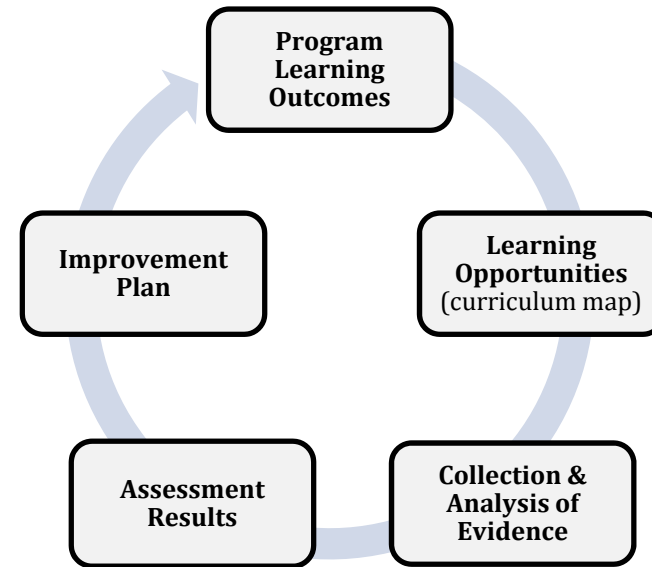 Program
Learning
Outcomes
Learning
Opportunities
(curriculum map)
Collection &
Analysis of
Evidence
Assessment
Results
Improvement
Plan